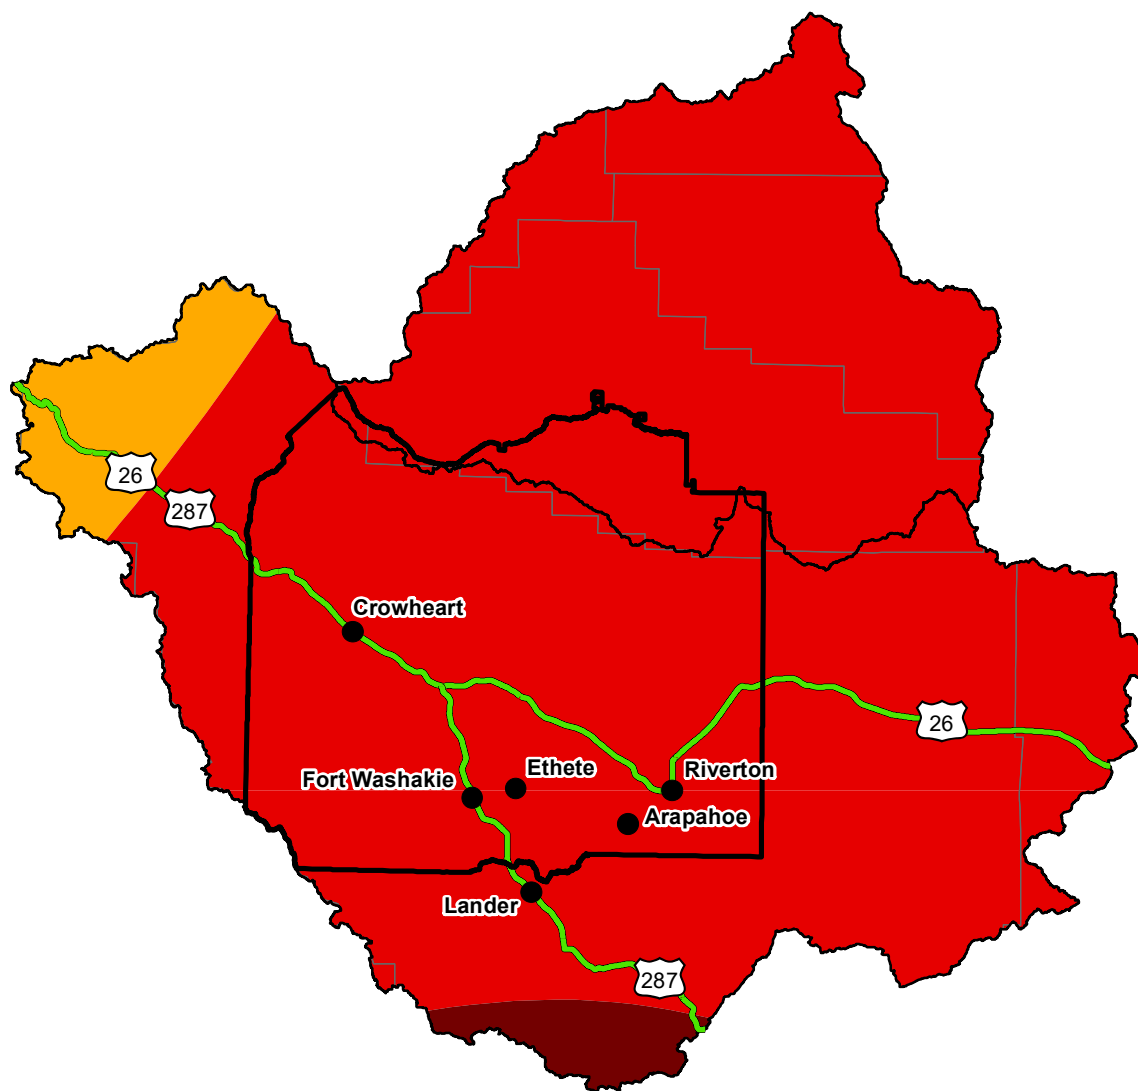 26
287
Crowheart
26
Ethete
Riverton
Fort Washakie
Arapahoe
Lander
287